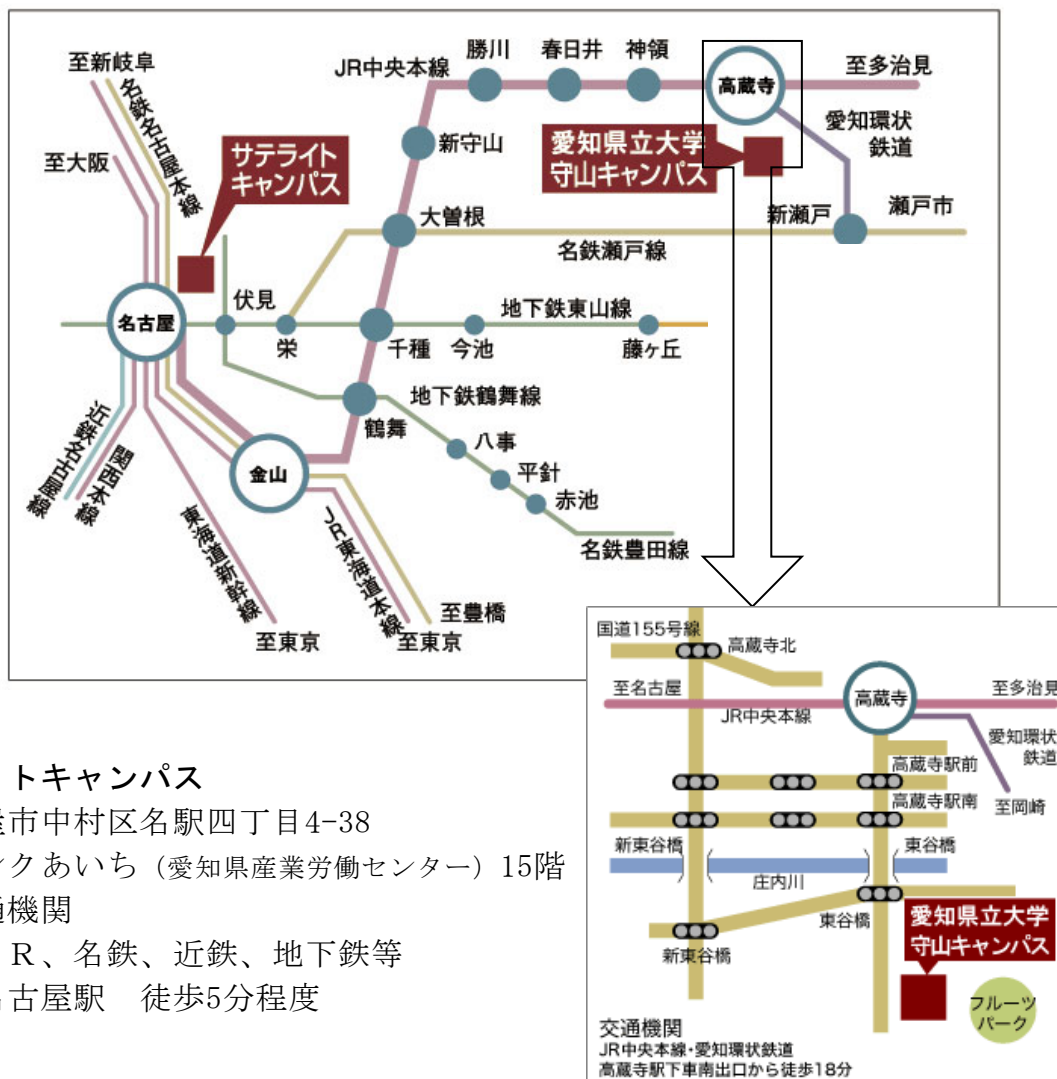 至新岐阜
名鉄名古屋本線
至大阪
サテライト
キャンパス
JR中央本線
勝川
春日井
神領
高蔵寺
至多治見
愛知環状
鉄道
愛知県立大学
守山キャンパス
新守山
大曽根
新瀬戸
瀬戸市
名鉄瀬戸線
名古屋
伏見
栄
千種
今池
地下鉄東山線
藤ヶ丘
地下鉄鶴舞線
鶴舞
八事
平針
赤池
名鉄豊田線
金山
近鉄名古屋線
関西本線
東海道新幹線
JR東海道本線
至豊橋
至東京
至東京
国道155号線
高蔵寺北
至名古屋
高蔵寺
至多治見
JR中央本線
愛知環状
鉄道
高蔵寺駅前
高蔵寺駅南
至岡崎
新東谷橋
東谷橋
庄内川
東谷橋
新東谷橋
愛知県立大学
守山キャンパス
フルーツ
パーク
交通機関
JR中央本線・愛知環状鉄道
高蔵寺駅下車南出口から徒歩18分
トキャンパス
市中村区名駅四丁目4-38
クあいち(愛知県産業労働センター)15階
機関
R、名鉄、近鉄、地下鉄等
古屋駅　徒歩5分程度